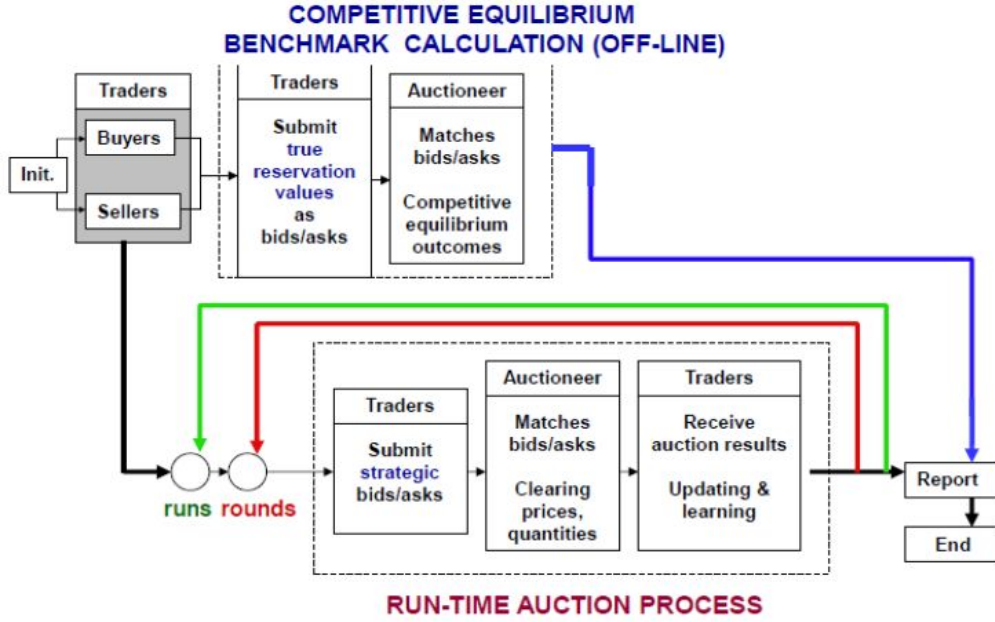 COMPETITIVE EQUILIBRIUM
BENCHMARK CALCULATION (OFF-LINE)
Traders
Buyers
Init.
Sellers
Traders
Submit
true
reservation
values
as
bids/asks
Auctioneer
Matches
bids/asks
Competitive
equilibrium
outcomes
runs
rounds
Traders
Submit
strategic
bids/asks
Auctioneer
Matches
bids/asks
Clearing
prices,
quantities
Traders
Receive
auction results
Updating &
learning
Report
End
RUN-TIME AUCTION PROCESS